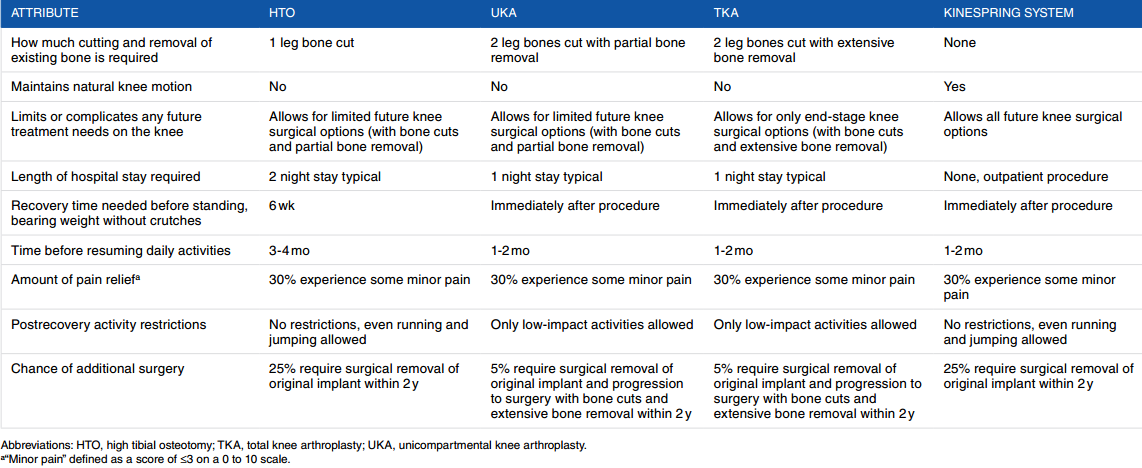 ATTRIBUTE HTO UKA TKA KINESPRING SYSTEM
How much cutting and removal of 1 leg bone cut 2 leg bones cut with partial bone 2 leg bones cut with extensive None
existing bone is required removal bone removal
Maintains natural knee motion No No No Yes
Limits or complicates any future Allows for limited future knee Allows for limited future knee Allows for only end-stage knee Allows all future knee surgical
treatment needs on the knee surgical options (with bone cuts surgical options (with bone cuts surgical options (with bone cuts options
and partial bone removal) and partial bone removal) and extensive bone removal)
Length of hospital stay required 2 night stay typical 1 night stay typical 1 night stay typical None, outpatient procedure
Recovery time needed before standing, 6 wk Immediately after procedure Immediately after procedure Immediately after procedure
bearing weight without crutches
Time before resuming daily activities 3-4 mo 1-2 mo 1-2 mo 1-2 mo
Amount of pain reliefᵃ 30% experience some minor pain 30% experience some minor pain 30% experience some minor pain 30% experience some minor
pain
Postrecovery activity restrictions No restrictions, even running and Only low-impact activities allowed Only low-impact activities allowed No restrictions, even running
jumping allowed and jumping allowed
Chance of additional surgery 25% require surgical removal of 5% require surgical removal of 5% require surgical removal of 25% require surgical removal of
original implant within 2 y original implant and progression original implant and progression to original implant within 2 y
to surgery with bone cuts and surgery with bone cuts and
extensive bone removal within 2 y extensive bone removal within 2 y
Abbreviations: HTO, high tibial osteotomy; TKA, total knee arthroplasty; UKA, unicompartmental knee arthroplasty.
ᵃ“Minor pain” defined as a score of ≤3 on a 0 to 10 scale.